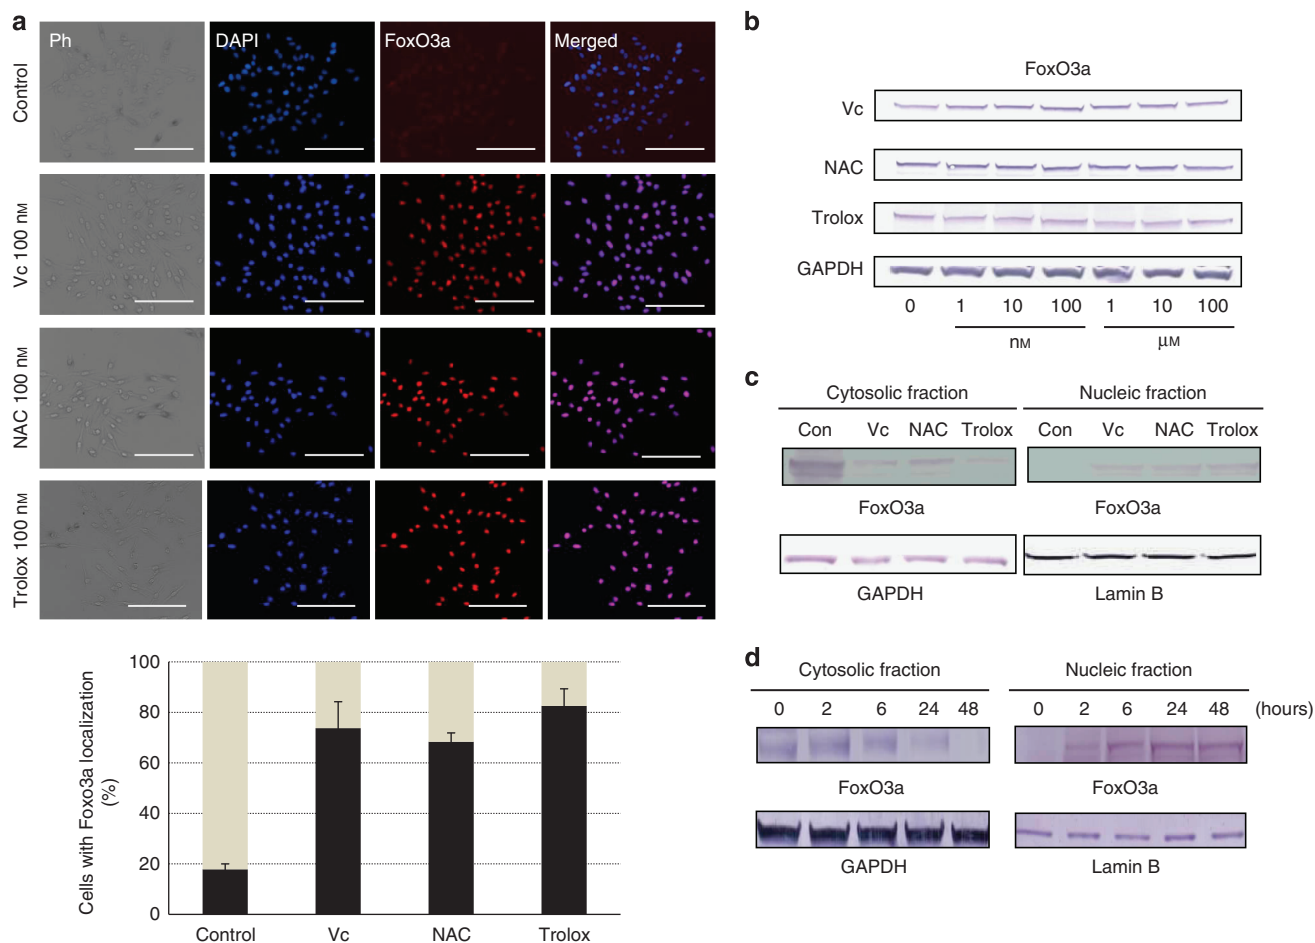 a
Ph DAPI FoxO3a Merged
Control
Vc 100 nM
NAC 100 nM
Trolox 100 nM
Cells with Foxo3a localization
(%)
100
80
60
40
20
0
Control Vc NAC Trolox
b
FoxO3a
Vc
NAC
Trolox
GAPDH
0 1 10 100 1 10 100
nM μM
c
Cytosolic fraction Nucleic fraction
Con Vc NAC Trolox Con Vc NAC Trolox
FoxO3a FoxO3a
GAPDH Lamin B
d
Cytosolic fraction Nucleic fraction
0 2 6 24 48 0 2 6 24 48 (hours)
FoxO3a FoxO3a
GAPDH Lamin B